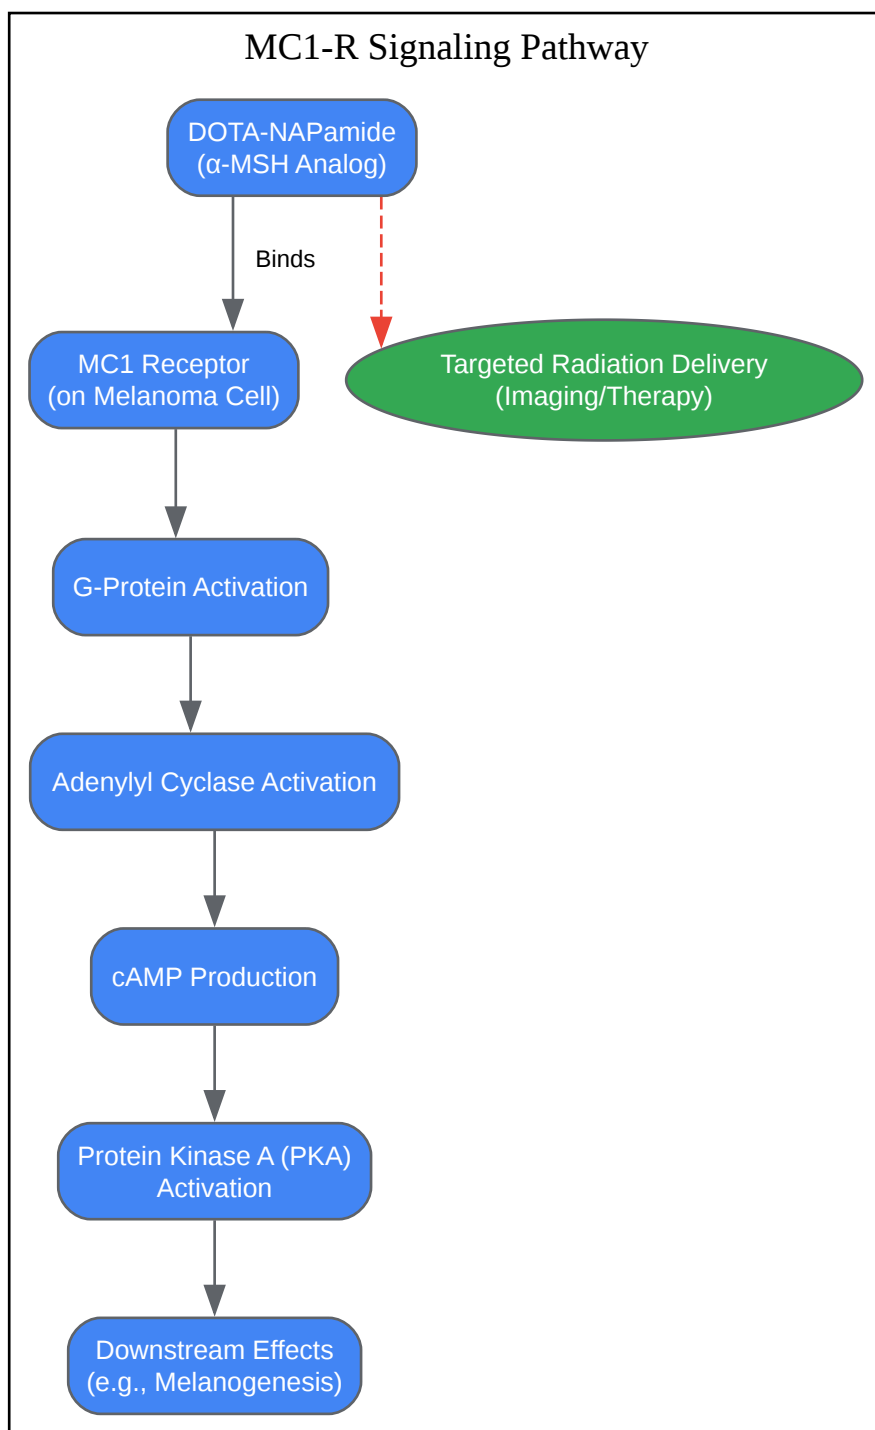 MC1-R Signaling Pathway
DOTA-NAPamide
(α-MSH Analog)
Binds
MC1 Receptor
(on Melanoma Cell)
Targeted Radiation Delivery
(Imaging/Therapy)
G-Protein Activation
Adenylyl Cyclase Activation
cAMP Production
Protein Kinase A (PKA)
Activation
Downstream Effects
(e.g., Melanogenesis)